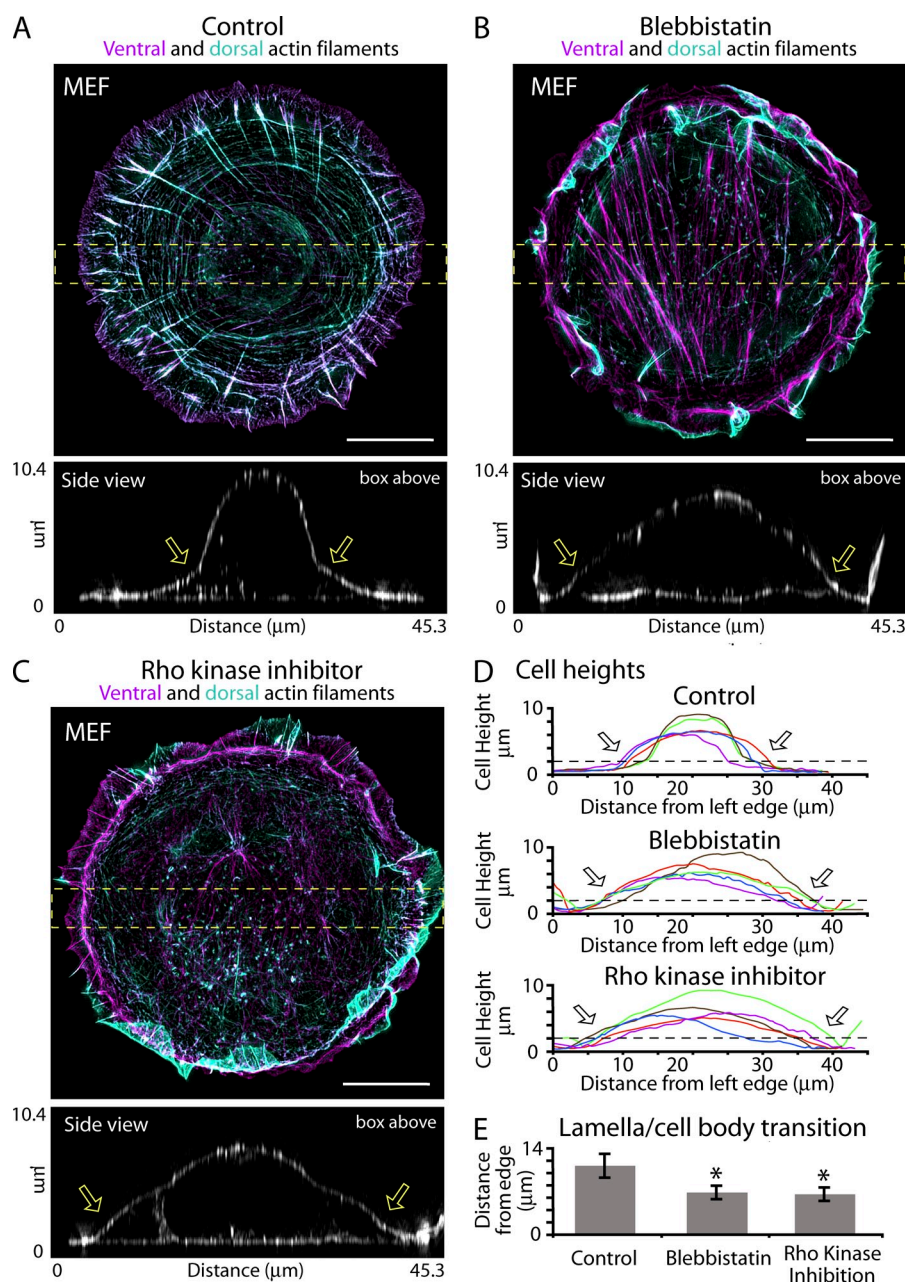 A
Control
Ventral and dorsal actin filaments
MEF
10.4
Side view
box above
μm
0
0
Distance (μm)
45.3
B
Blebbistatin
Ventral and dorsal actin filaments
MEF
10.4
Side view
box above
μm
0
0
Distance (μm)
45.3
C
Rho kinase inhibitor
Ventral and dorsal actin filaments
MEF
10.4
Side view
box above
μm
0
0
Distance (μm)
45.3
D Cell heights
Control
Cell Height
μm
10
0
0 10 20 30 40
Distance from left edge (μm)
Blebbistatin
Cell Height
μm
10
0
0 10 20 30 40
Distance from left edge (μm)
Rho kinase inhibitor
Cell Height
μm
10
0
0 10 20 30 40
Distance from left edge (μm)
E Lamella/cell body transition
Distance
from edge
(μm)
14
0
* *
Control Blebbistatin Rho Kinase
Inhibition